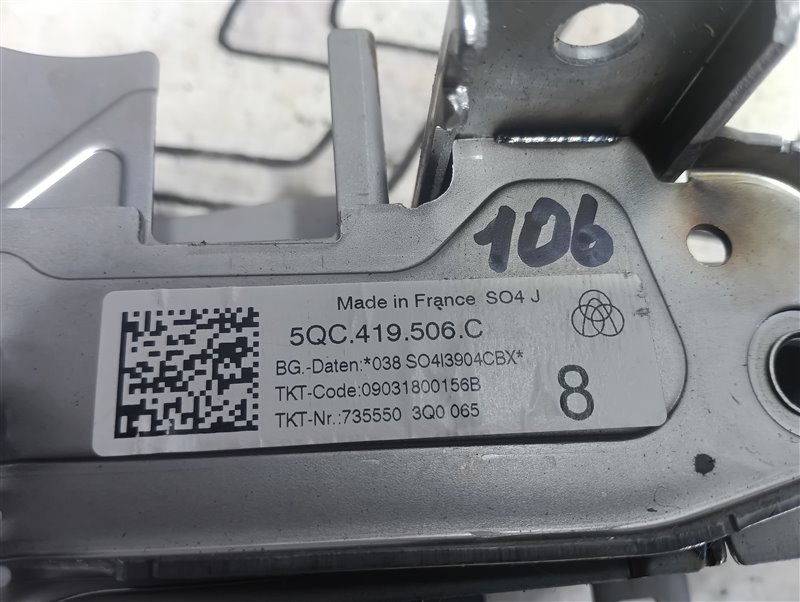 106
Made in France SO4 J
5QC.419.506.C
BG.-Daten:*038 SO4I3904CBX*
TKT-Code:09031800156B
TKT-Nr.:735550 3Q0 065
8